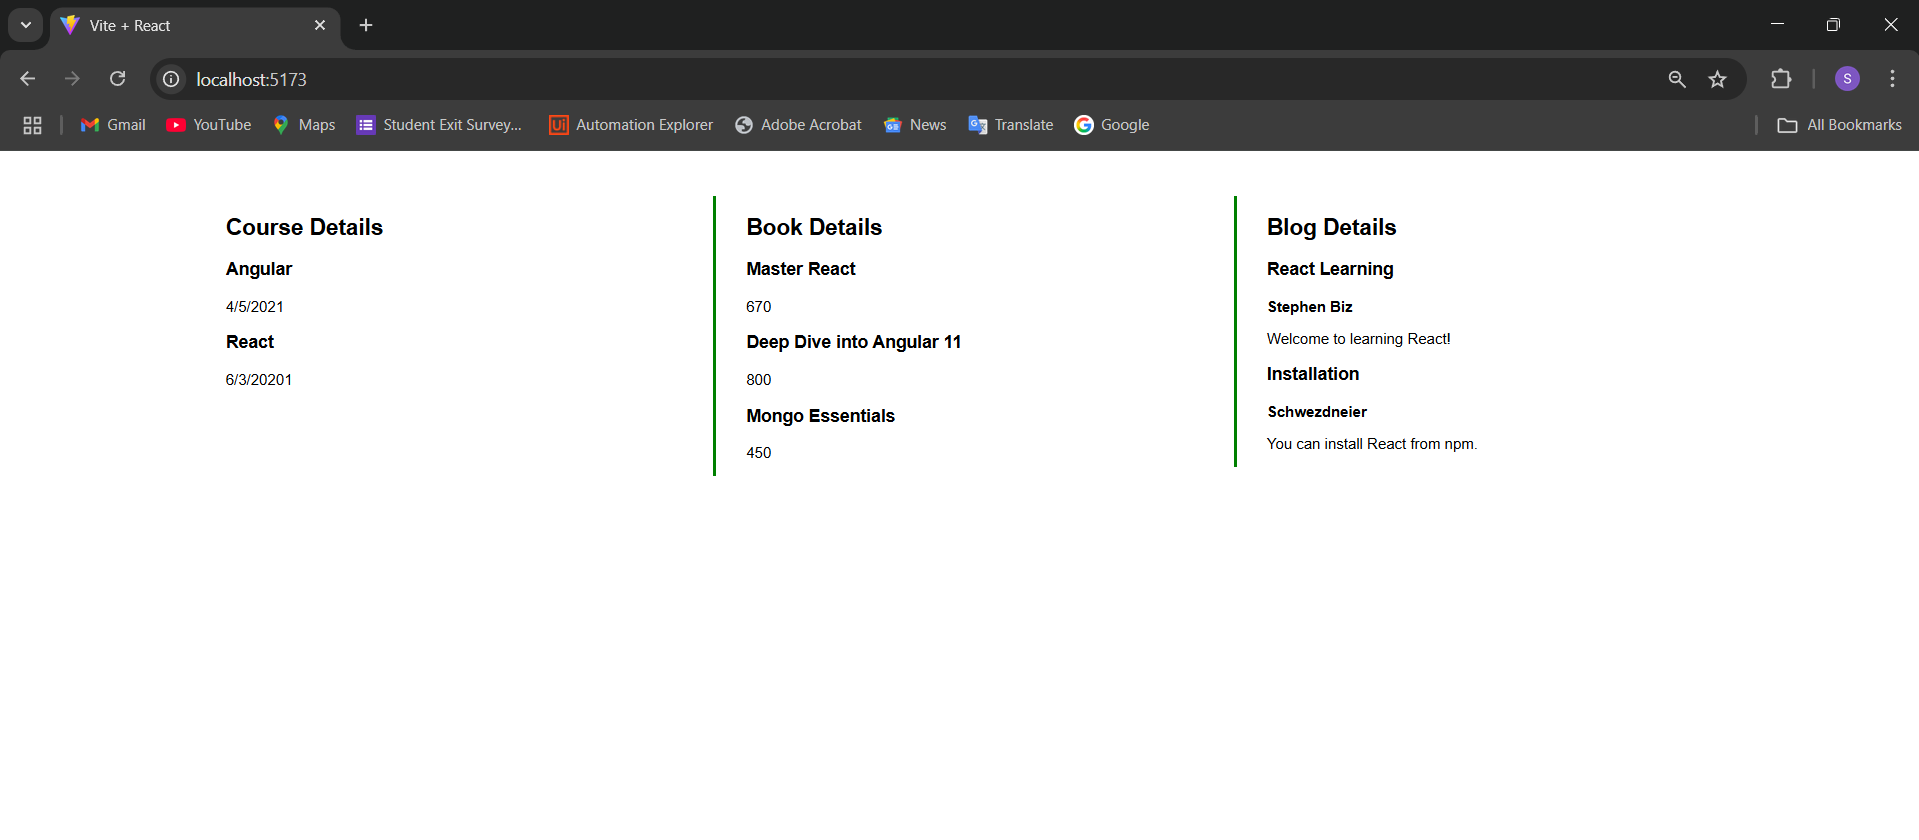 Vite + React
localhost:5173
S
Gmail
YouTube
Maps
Student Exit Survey...
Ui
Automation Explorer
Adobe Acrobat
News
Translate
Google
All Bookmarks
Course Details
Angular
4/5/2021
React
6/3/20201
Book Details
Master React
670
Deep Dive into Angular 11
800
Mongo Essentials
450
Blog Details
React Learning
Stephen Biz
Welcome to learning React!
Installation
Schwezdneier
You can install React from npm.